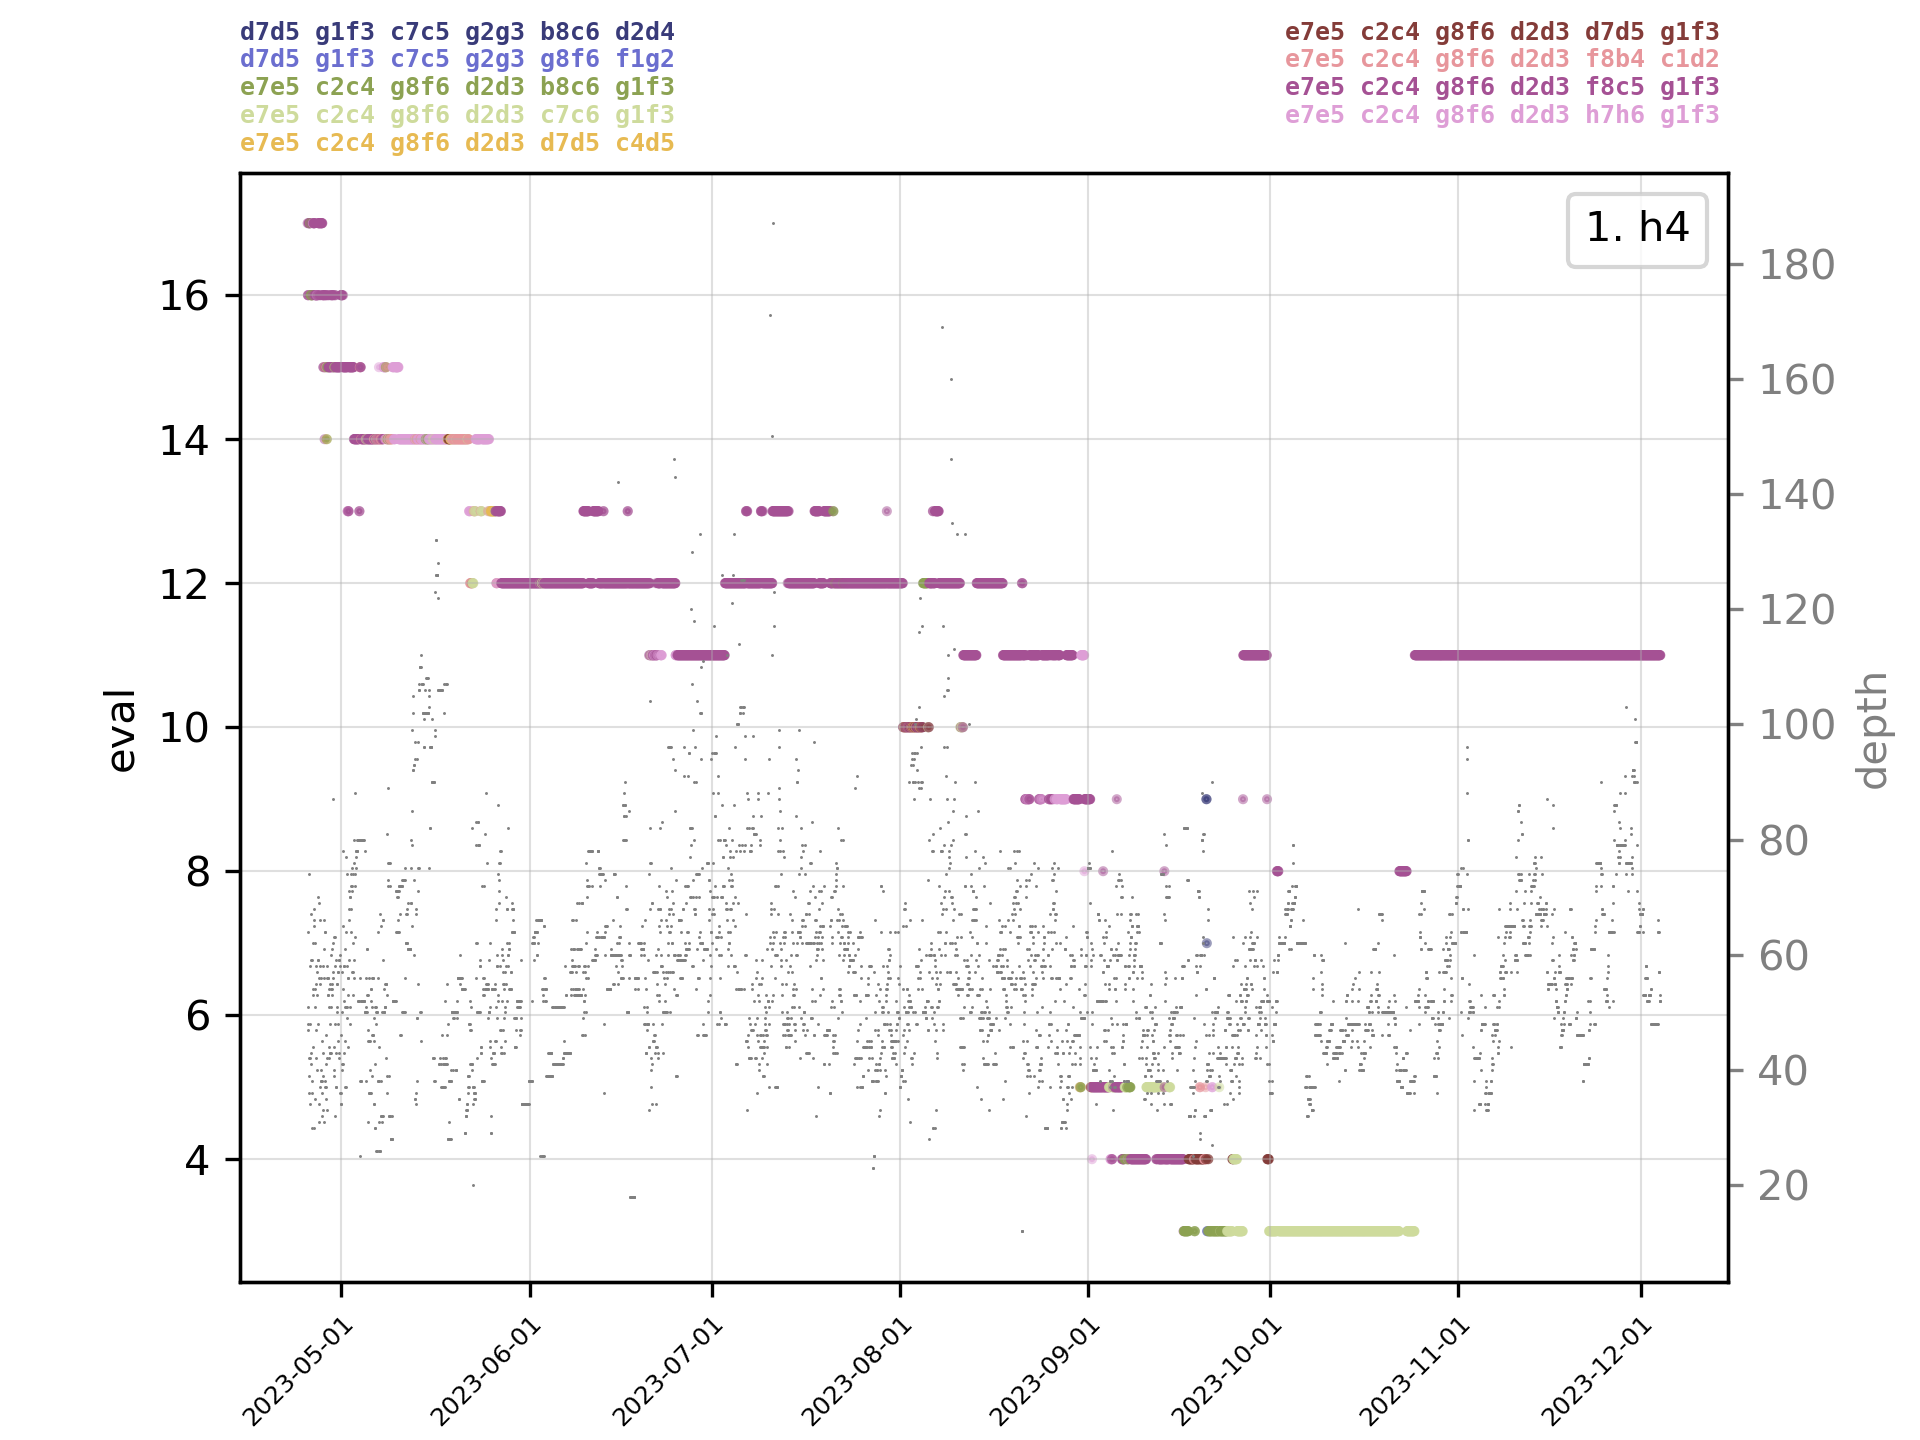 d7d5 g1f3 c7c5 g2g3 b8c6 d2d4
d7d5 g1f3 c7c5 g2g3 g8f6 f1g2
e7e5 c2c4 g8f6 d2d3 b8c6 g1f3
e7e5 c2c4 g8f6 d2d3 c7c6 g1f3
e7e5 c2c4 g8f6 d2d3 d7d5 c4d5
e7e5 c2c4 g8f6 d2d3 d7d5 g1f3
e7e5 c2c4 g8f6 d2d3 f8b4 c1d2
e7e5 c2c4 g8f6 d2d3 f8c5 g1f3
e7e5 c2c4 g8f6 d2d3 h7h6 g1f3
1. h4
eval
16
14
12
10
8
6
4
depth
180
160
140
120
100
80
60
40
20
2023-05-01
2023-06-01
2023-07-01
2023-08-01
2023-09-01
2023-10-01
2023-11-01
2023-12-01